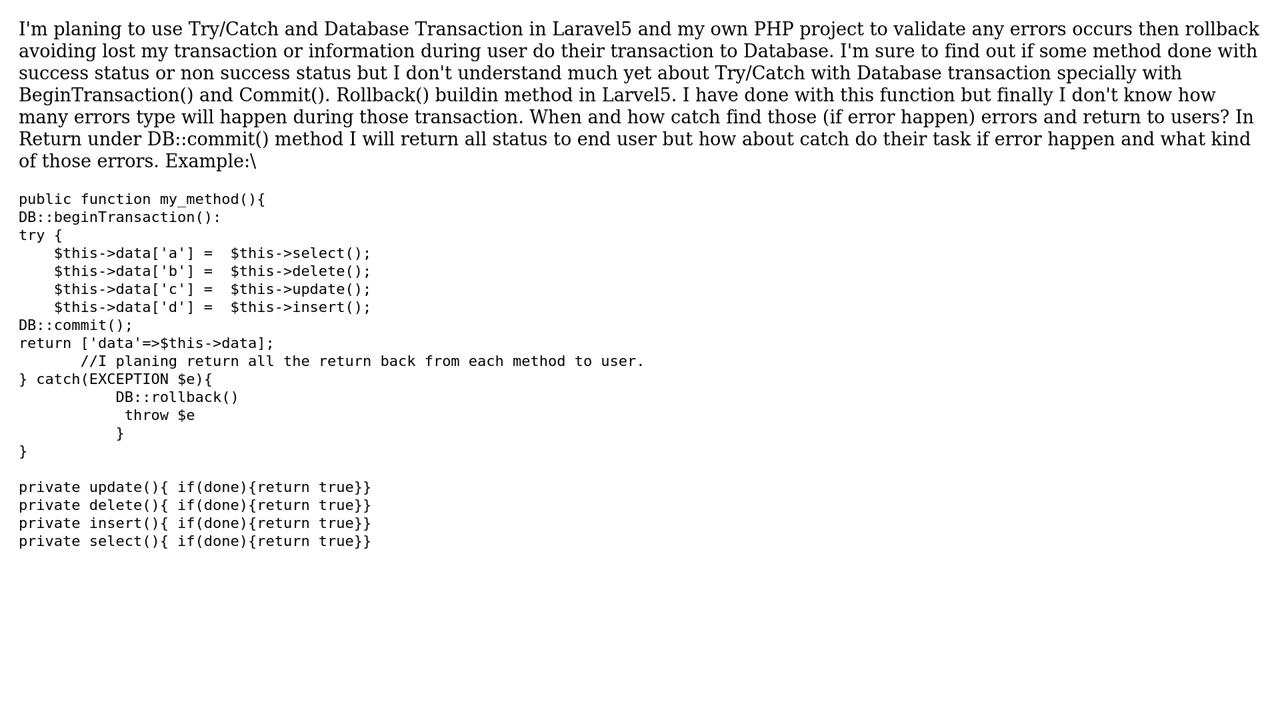 I'm planing to use Try/Catch and Database Transaction in Laravel5 and my own PHP project to validate any errors occurs then rollback
avoiding lost my transaction or information during user do their transaction to Database. I'm sure to find out if some method done with
success status or non success status but I don't understand much yet about Try/Catch with Database transaction specially with
BeginTransaction() and Commit(). Rollback() buildin method in Larvel5. I have done with this function but finally I don't know how
many errors type will happen during those transaction. When and how catch find those (if error happen) errors and return to users? In
Return under DB::commit() method I will return all status to end user but how about catch do their task if error happen and what kind
of those errors. Example:\
public function my_method(){
DB::beginTransaction():
try {
    $this->data['a'] =  $this->select();
    $this->data['b'] =  $this->delete();
    $this->data['c'] =  $this->update();
    $this->data['d'] =  $this->insert();
DB::commit();
return ['data'=>$this->data];
       //I planing return all the return back from each method to user.
} catch(EXCEPTION $e){
           DB::rollback()
            throw $e
           }
}
private update(){ if(done){return true}}
private delete(){ if(done){return true}}
private insert(){ if(done){return true}}
private select(){ if(done){return true}}